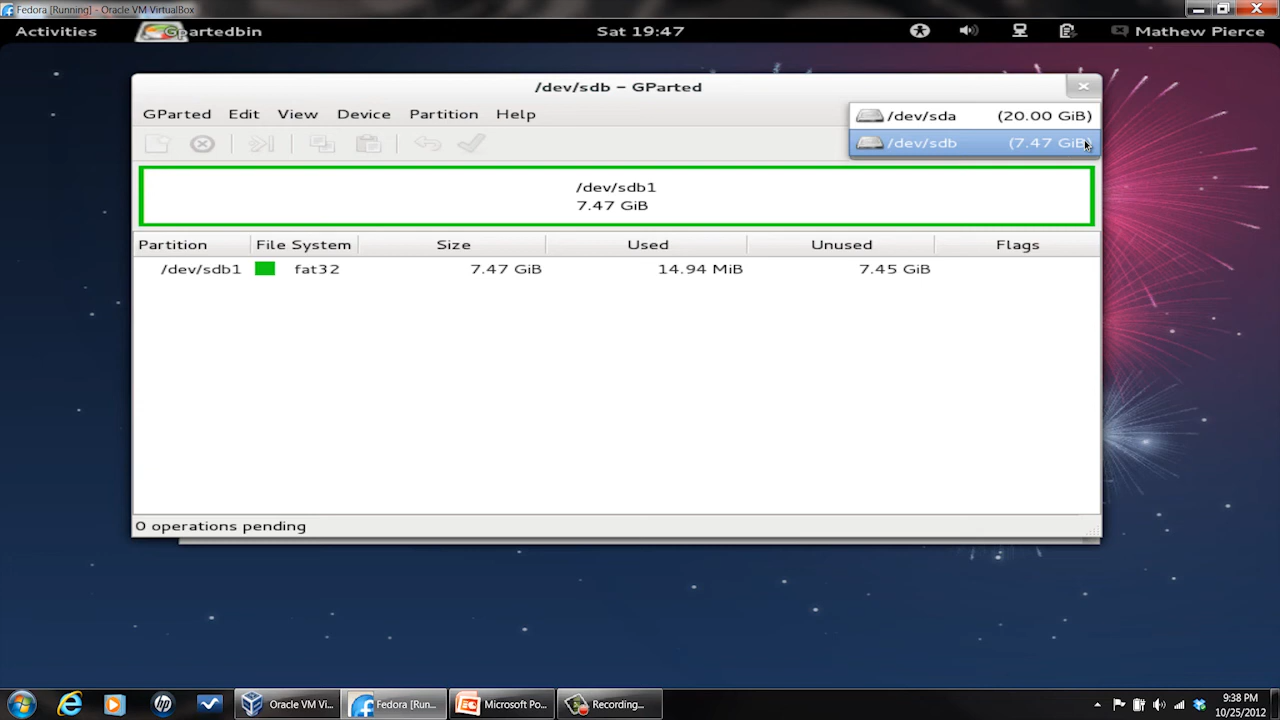 Fedora [Running] - Oracle VM VirtualBox
Activities Gpartedbin Sat 19:47 Mathew Pierce
/dev/sdb - GParted
GParted Edit View Device Partition Help
/dev/sda (20.00 GiB)
/dev/sdb (7.47 GiB)
/dev/sdb1
7.47 GiB
Partition File System Size Used Unused Flags
/dev/sdb1 fat32 7.47 GiB 14.94 MiB 7.45 GiB
0 operations pending
Oracle VM Vi... Fedora [Run... Microsoft Po... Recording...
9:38 PM
10/25/2012